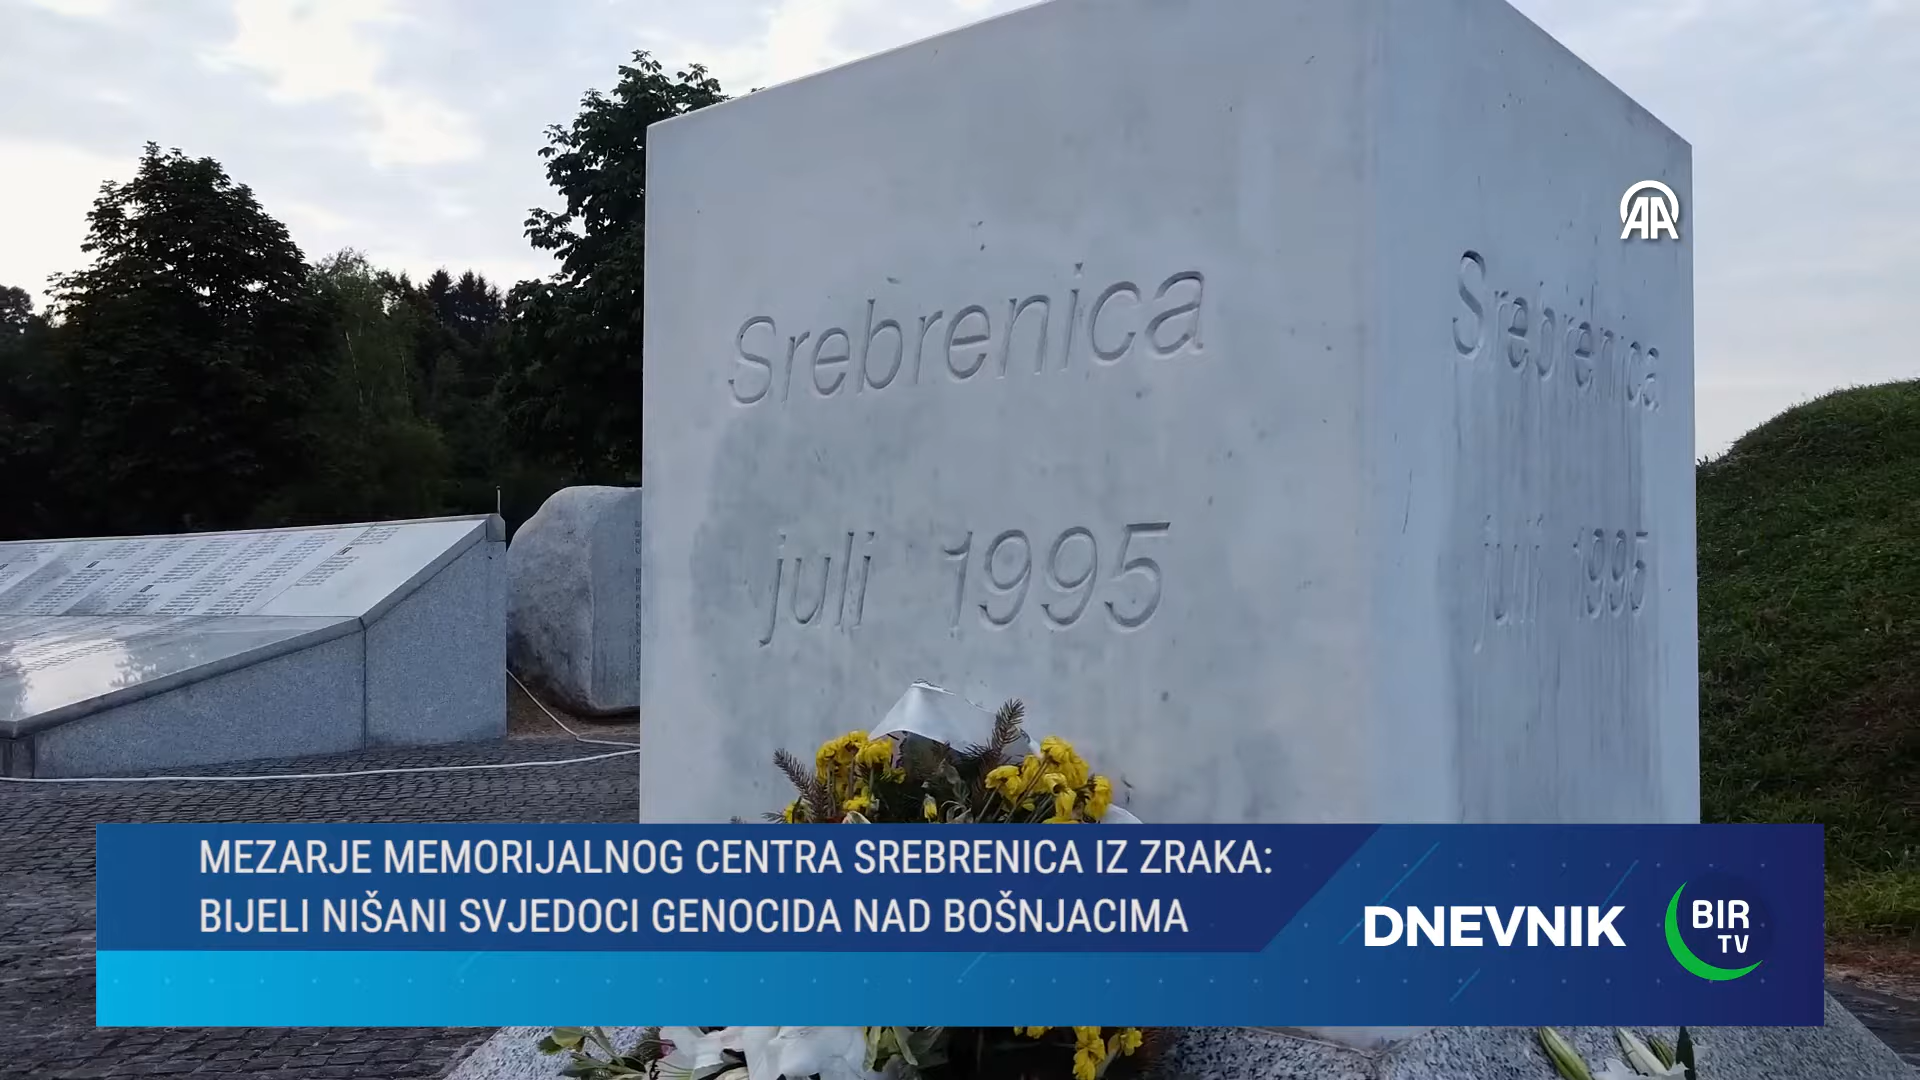 AA
Srebrenica
juli 1995
Srebrenica
juli 1995
MEZARJE MEMORIJALNOG CENTRA SREBRENICA IZ ZRAKA:
BIJELI NIŠANI SVJEDOCI GENOCIDA NAD BOŠNJACIMA
DNEVNIK
BIR
TV